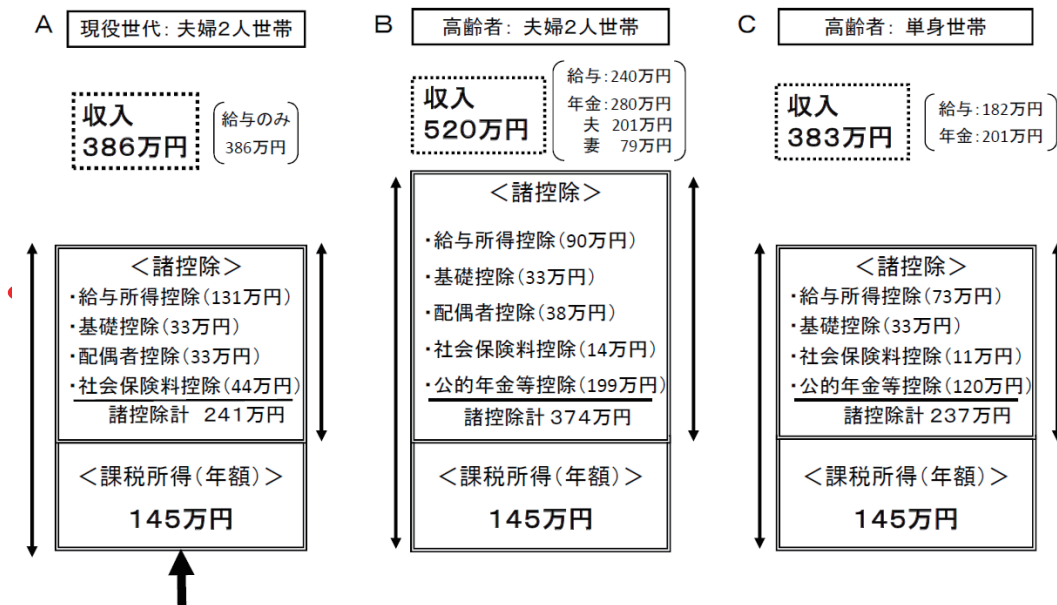 A 現役世代：夫婦2人世帯
収入
386万円
給与のみ
386万円
＜諸控除＞
・給与所得控除(131万円)
・基礎控除(33万円)
・配偶者控除(33万円)
・社会保険料控除(44万円)
諸控除計 241万円
＜課税所得(年額)＞
145万円
B 高齢者：夫婦2人世帯
収入
520万円
給与：240万円
年金：280万円
夫 201万円
妻 79万円
＜諸控除＞
・給与所得控除(90万円)
・基礎控除(33万円)
・配偶者控除(38万円)
・社会保険料控除(14万円)
・公的年金等控除(199万円)
諸控除計 374万円
＜課税所得(年額)＞
145万円
C 高齢者：単身世帯
収入
383万円
給与：182万円
年金：201万円
＜諸控除＞
・給与所得控除(73万円)
・基礎控除(33万円)
・社会保険料控除(11万円)
・公的年金等控除(120万円)
諸控除計 237万円
＜課税所得(年額)＞
145万円